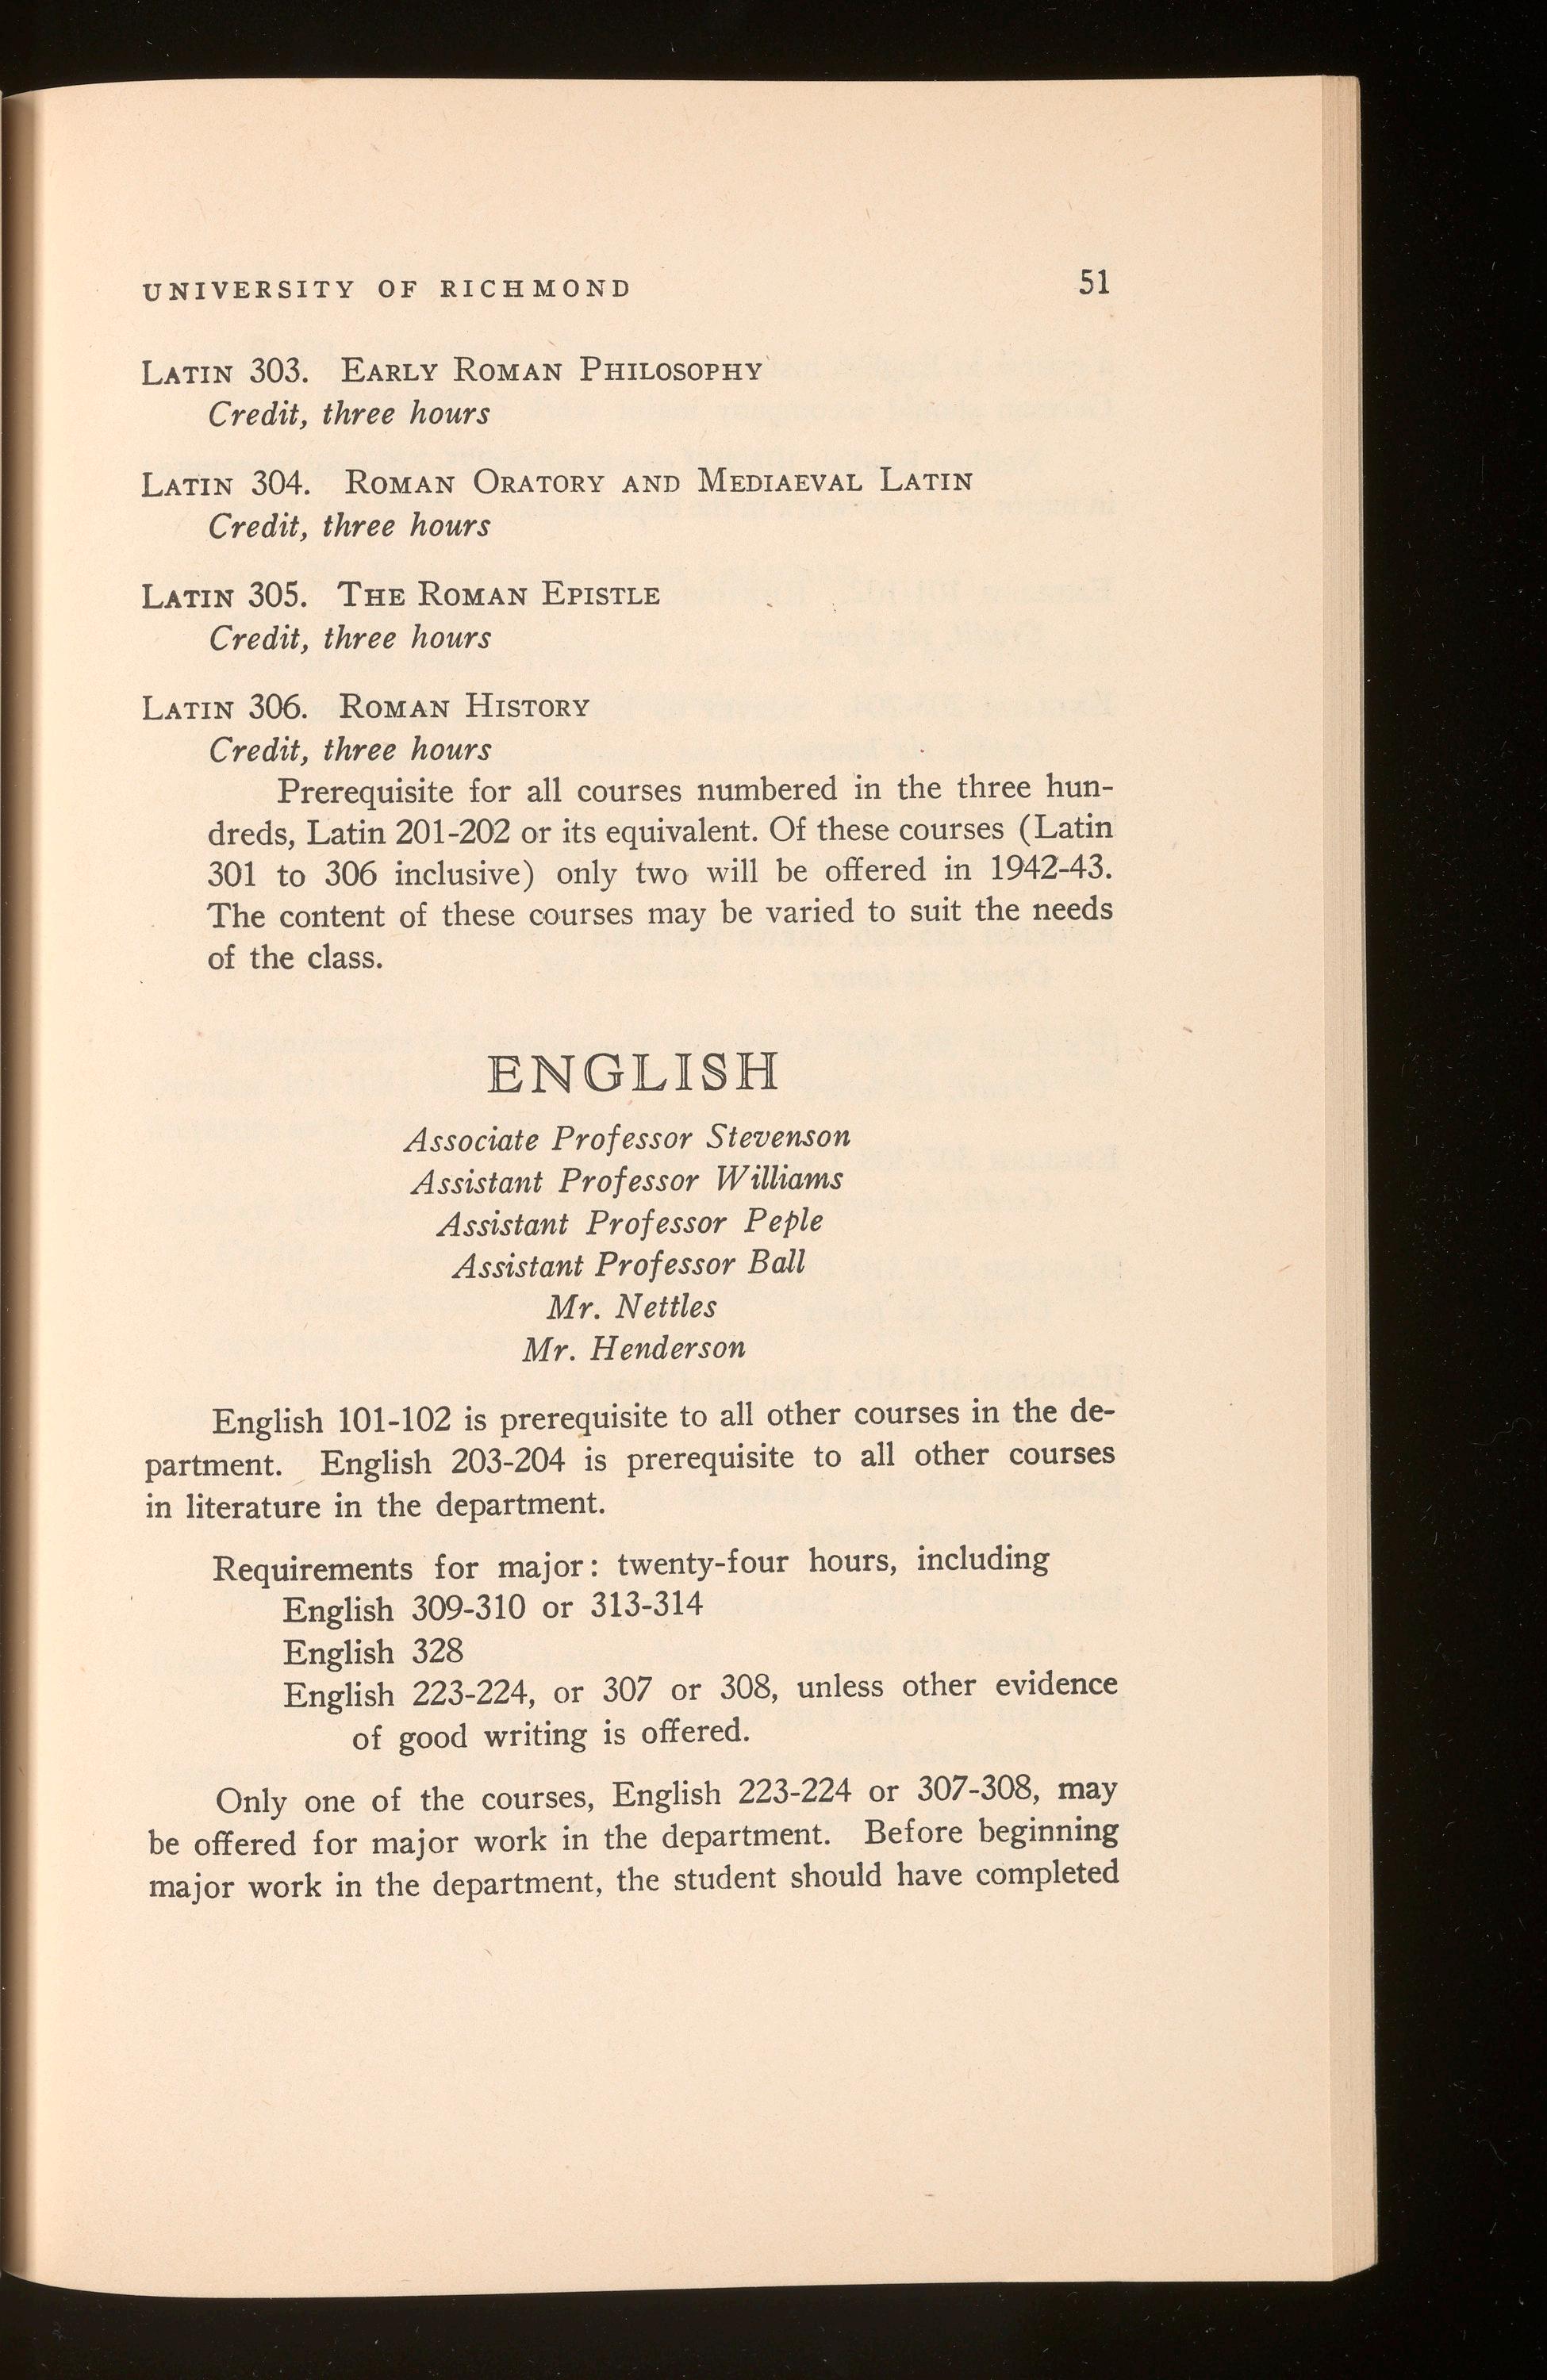 UNIVERSITY OF RICHMOND 51
LATIN 303. EARLY ROMAN PHILOSOPHY
Credit, three hours
LATIN 304. ROMAN ORATORY AND MEDIAEVAL LATIN
Credit, three hours
LATIN 305. THE ROMAN EPISTLE
Credit, three hours
LATIN 306. ROMAN HISTORY
Credit, three hours
Prerequisite for all courses numbered in the three hun-
dreds, Latin 201-202 or its equivalent. Of these courses (Latin
301 to 306 inclusive) only two will be offered in 1942-43.
The content of these courses may be varied to suit the needs
of the class.
ENGLISH
Associate Professor Stevenson
Assistant Professor Williams
Assistant Professor Peple
Assistant Professor Ball
Mr. Nettles
Mr. Henderson
English 101-102 is prerequisite to all other courses in the de-
partment. English 203-204 is prerequisite to all other courses
in literature in the department.
Requirements for major: twenty-four hours, including
English 309-310 or 313-314
English 328
English 223-224, or 307 or 308, unless other evidence
of good writing is offered.
Only one of the courses, English 223-224 or 307-308, may
be offered for major work in the department. Before beginning
major work in the department, the student should have completed